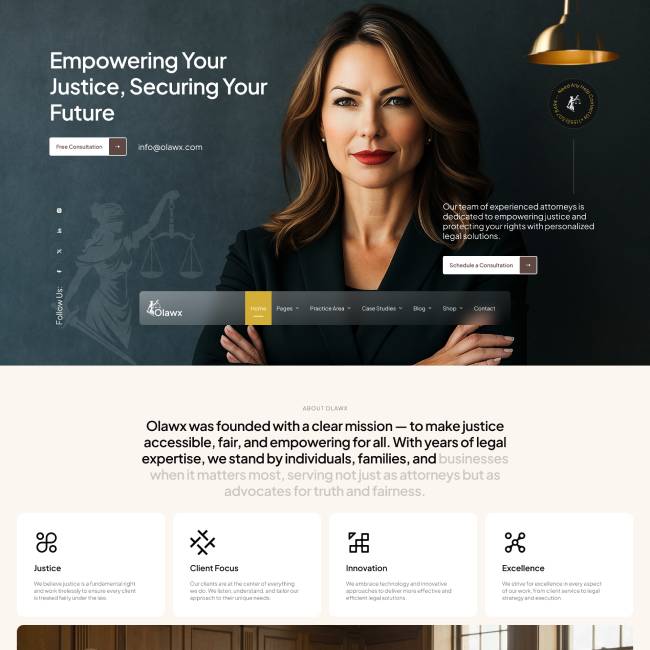 Empowering Your
Justice, Securing Your
Future
Free Consultation
info@olawx.com
Our team of experienced attorneys is
dedicated to empowering justice and
protecting your rights with personalized
legal solutions.
Schedule a Consultation
Follow Us:
Olawx
Home
Pages
Practice Area
Case Studies
Blog
Shop
Contact
ABOUT OLAWX
Olawx was founded with a clear mission — to make justice
accessible, fair, and empowering for all. With years of legal
expertise, we stand by individuals, families, and businesses
when it matters most, serving not just as attorneys but as
advocates for truth and fairness.
Justice
We believe justice is a fundamental right
and work tirelessly to ensure every client
is treated fairly under the law.
Client Focus
Our clients are at the center of everything
we do. We listen, understand, and tailor our
approach to their unique needs.
Innovation
We embrace technology and innovative
approaches to deliver more effective and
efficient legal solutions.
Excellence
We strive for excellence in every aspect
of our work, from client service to legal
strategy and execution.